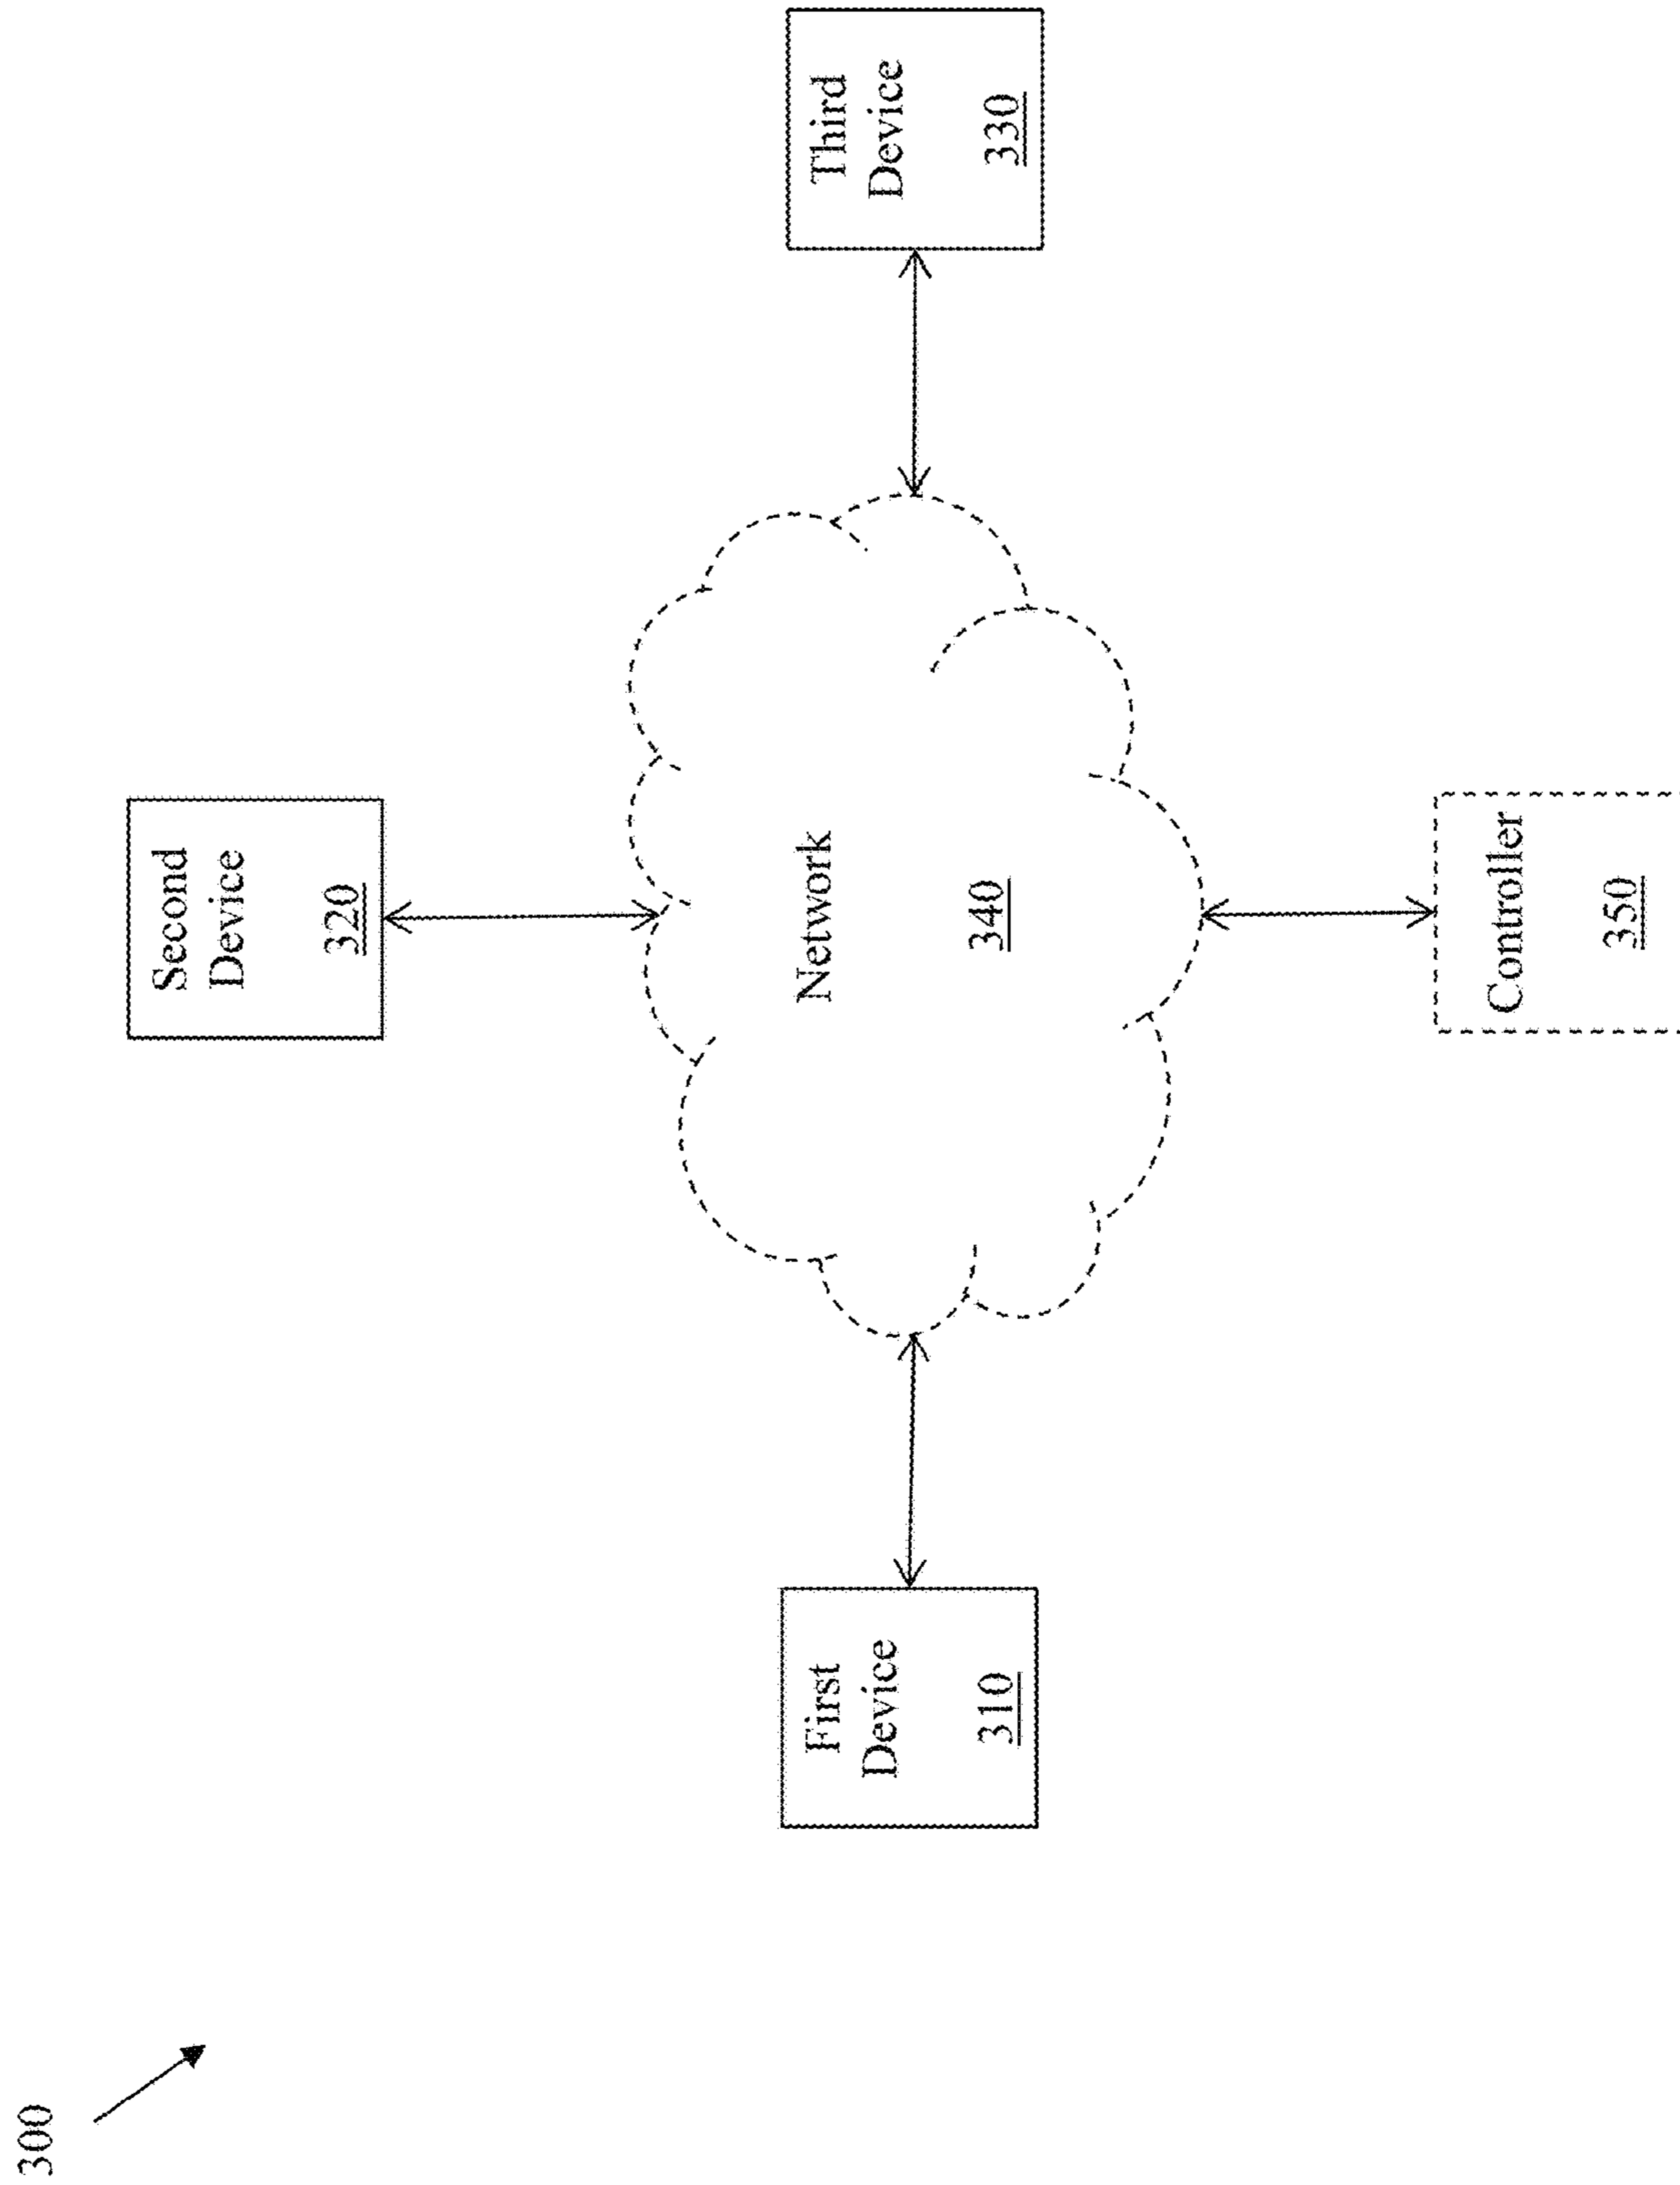 300
Second
Device
320
First
Device
310
Network
340
Third
Device
330
Controller
350